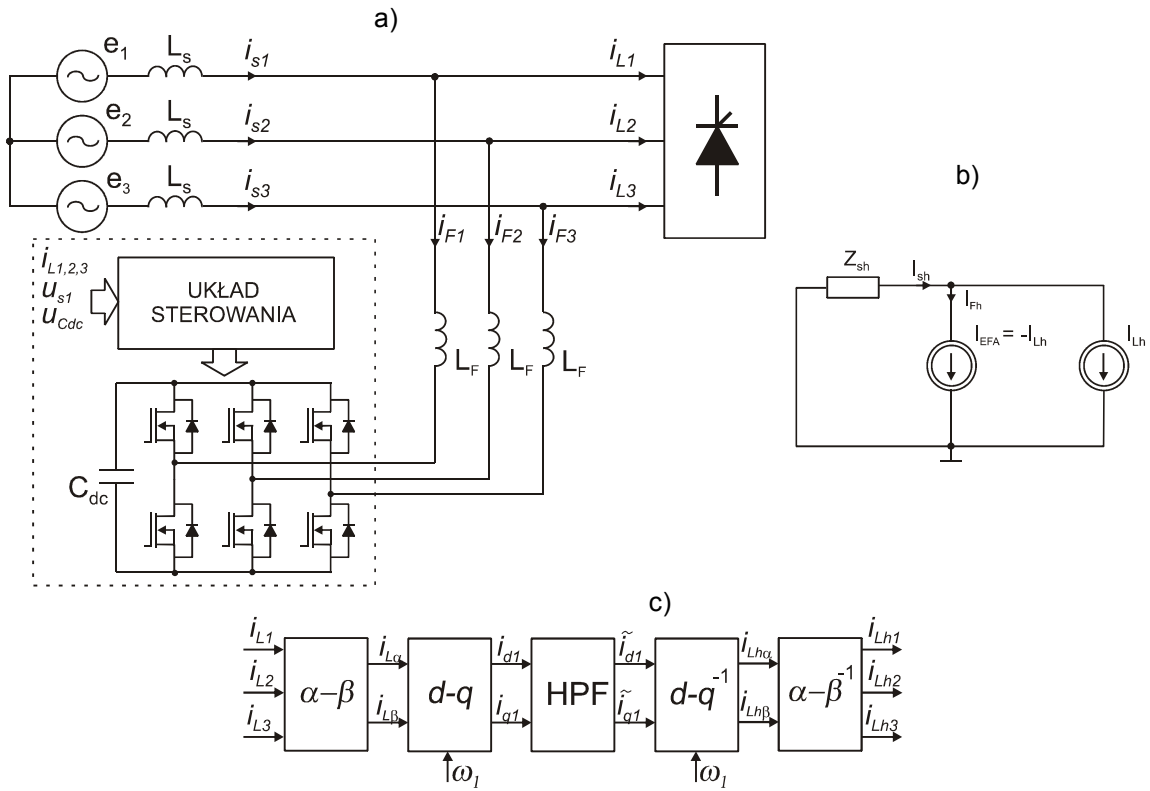 a)
e1 Ls is1 iL1
e2 Ls is2 iL2
e3 Ls is3 iL3
iF1 iF2 iF3
iL1,2,3
us1
uCdc
UKŁAD
STEROWANIA
LF LF LF
Cdc
b)
Zsh Ish
IFh
IEFA = -ILh ILh
c)
iL1 iLα id1 ĩd1 iLhα iLh1
iL2 α−β d-q HPF d-q-1 α−β-1 iLh2
iL3 iLβ iq1 ĩq1 iLhβ iLh3
ω1 ω1